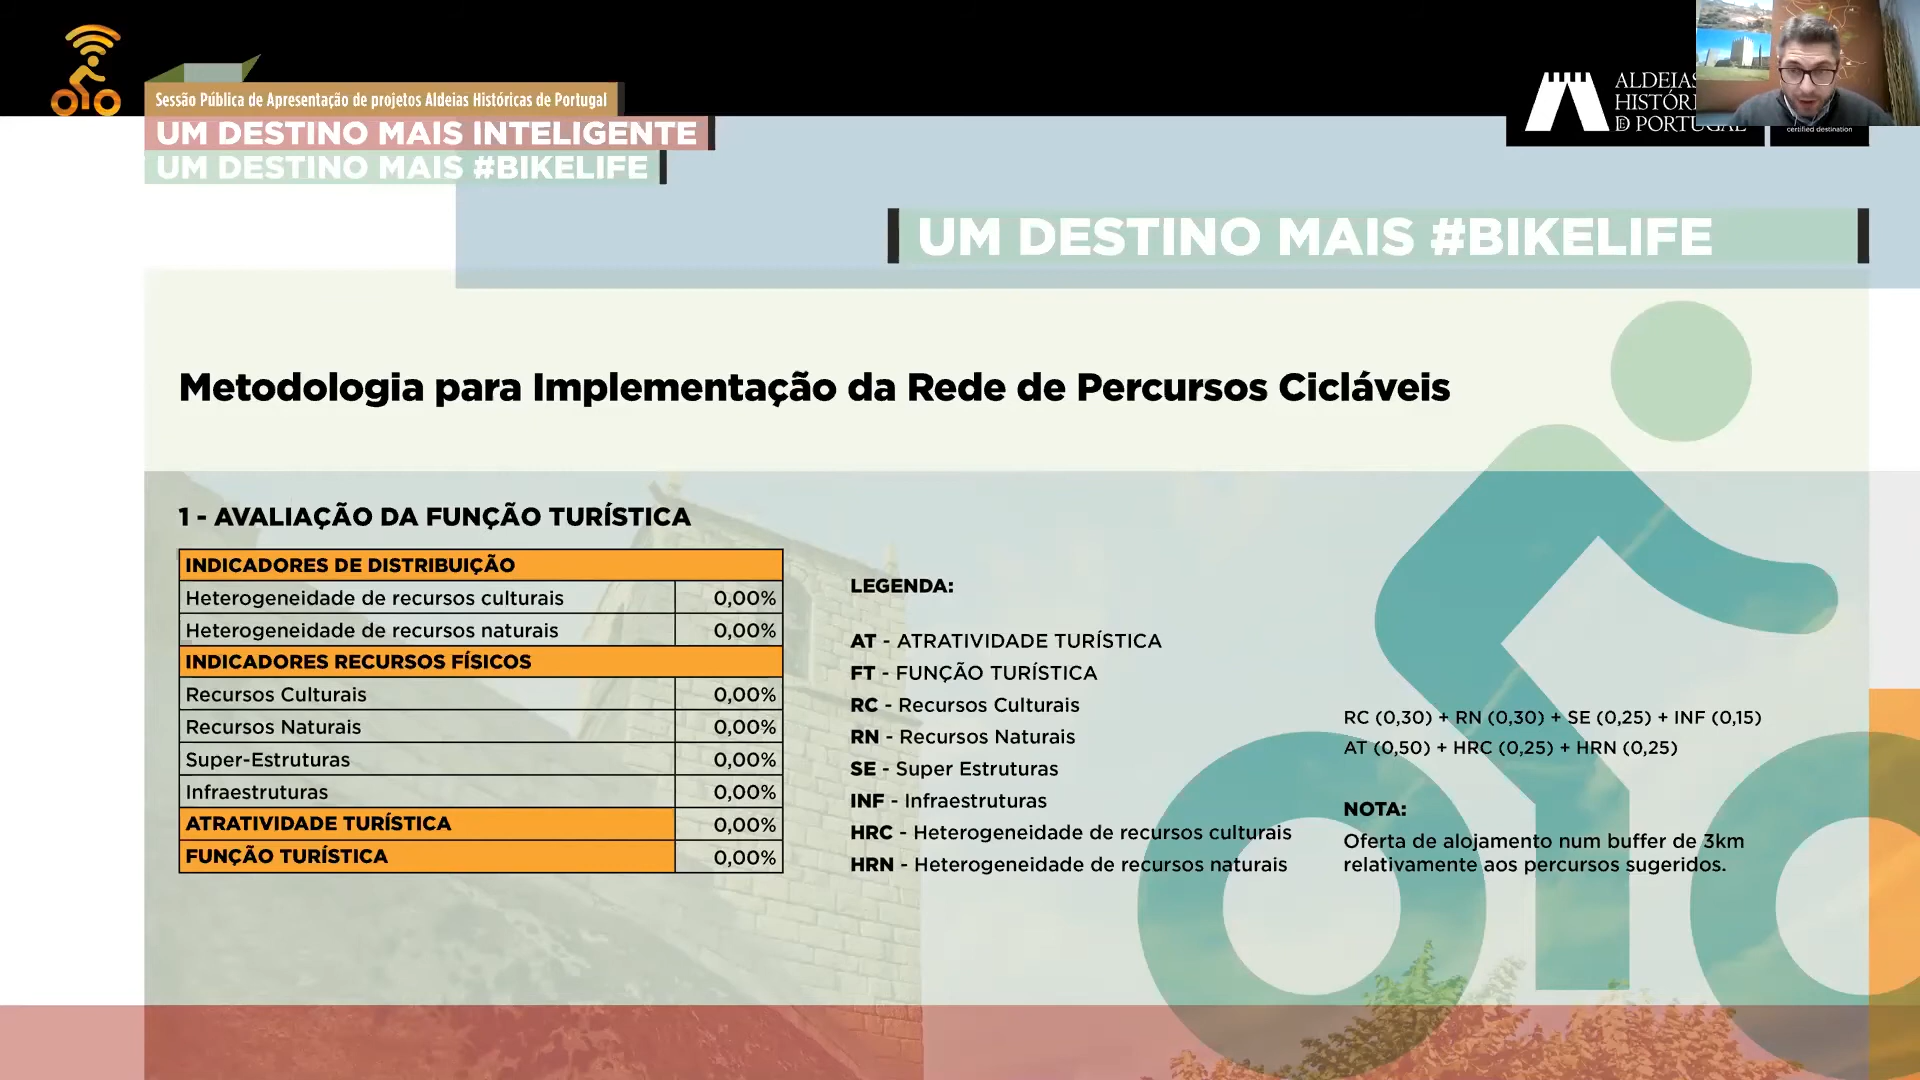 Sessão Pública de Apresentação de projetos Aldeias Históricas de Portugal
UM DESTINO MAIS INTELIGENTE
UM DESTINO MAIS #BIKELIFE
ALDEIAS
HISTÓRI
DE PORTUGAL
certified destination
UM DESTINO MAIS #BIKELIFE
Metodologia para Implementação da Rede de Percursos Cicláveis
1 - AVALIAÇÃO DA FUNÇÃO TURÍSTICA
INDICADORES DE DISTRIBUIÇÃO
Heterogeneidade de recursos culturais 0,00%
Heterogeneidade de recursos naturais 0,00%
INDICADORES RECURSOS FÍSICOS
Recursos Culturais 0,00%
Recursos Naturais 0,00%
Super-Estruturas 0,00%
Infraestruturas 0,00%
ATRATIVIDADE TURÍSTICA 0,00%
FUNÇÃO TURÍSTICA 0,00%
LEGENDA:
AT - ATRATIVIDADE TURÍSTICA
FT - FUNÇÃO TURÍSTICA
RC - Recursos Culturais
RN - Recursos Naturais
SE - Super Estruturas
INF - Infraestruturas
HRC - Heterogeneidade de recursos culturais
HRN - Heterogeneidade de recursos naturais
RC (0,30) + RN (0,30) + SE (0,25) + INF (0,15)
AT (0,50) + HRC (0,25) + HRN (0,25)
NOTA:
Oferta de alojamento num buffer de 3km
relativamente aos percursos sugeridos.